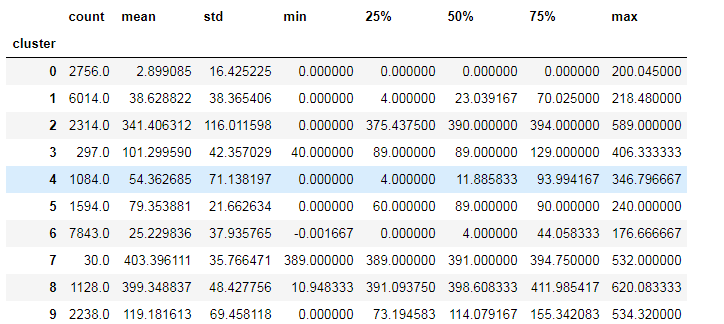 count mean std min 25% 50% 75% max
cluster
0 2756.0 2.899085 16.425225 0.000000 0.000000 0.000000 0.000000 200.045000
1 6014.0 38.628822 38.365406 0.000000 4.000000 23.039167 70.025000 218.480000
2 2314.0 341.406312 116.011598 0.000000 375.437500 390.000000 394.000000 589.000000
3 297.0 101.299590 42.357029 40.000000 89.000000 89.000000 129.000000 406.333333
4 1084.0 54.362685 71.138197 0.000000 4.000000 11.885833 93.994167 346.796667
5 1594.0 79.353881 21.662634 0.000000 60.000000 89.000000 90.000000 240.000000
6 7843.0 25.229836 37.935765 -0.001667 0.000000 4.000000 44.058333 176.666667
7 30.0 403.396111 35.766471 389.000000 389.000000 391.000000 394.750000 532.000000
8 1128.0 399.348837 48.427756 10.948333 391.093750 398.608333 411.985417 620.083333
9 2238.0 119.181613 69.458118 0.000000 73.194583 114.079167 155.342083 534.320000